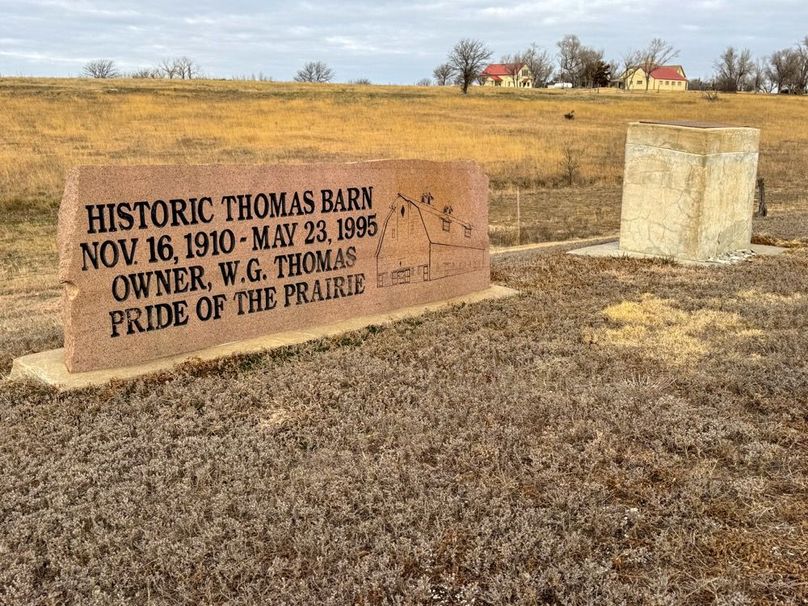 HISTORIC THOMAS BARN
NOV. 16, 1910 - MAY 23, 1995
OWNER, W.G. THOMAS
PRIDE OF THE PRAIRIE